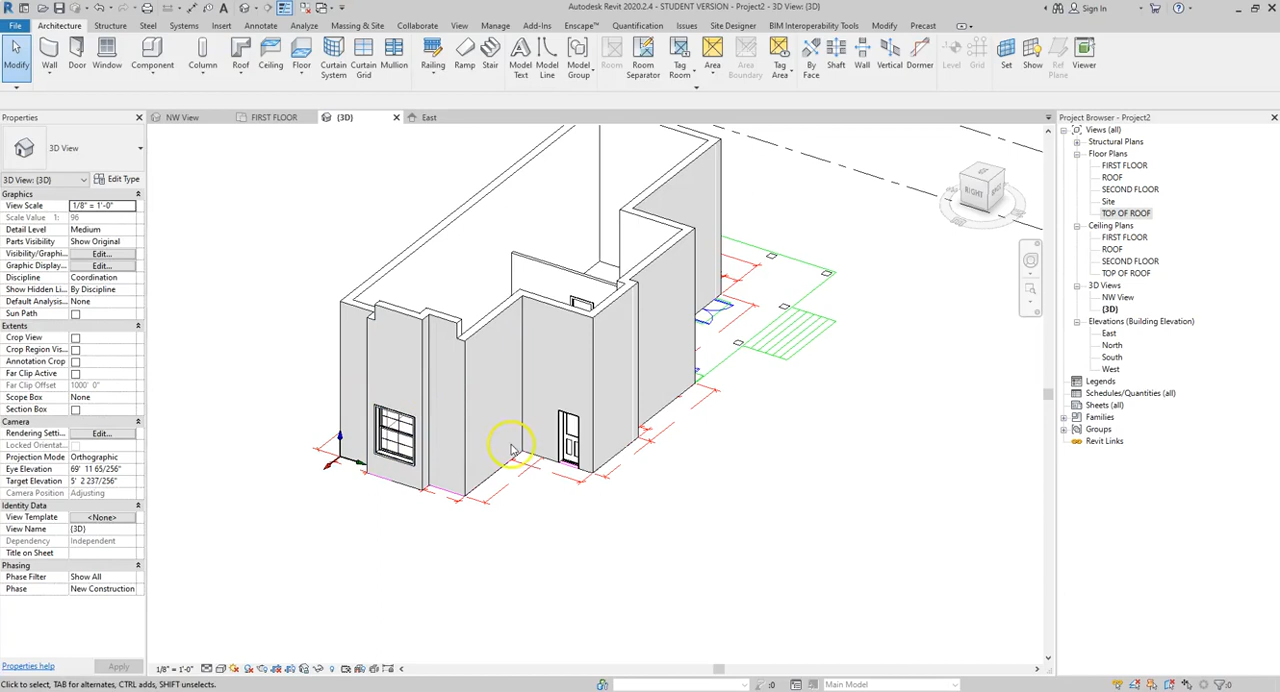 Autodesk Revit 2020.2.4 - STUDENT VERSION - Project2 - 3D View: {3D}
Sign In
File Architecture Structure Steel Systems Insert Annotate Analyze Massing & Site Collaborate View Manage Add-Ins Enscape™ Quantification Issues Site Designer BIM Interoperability Tools Modify Precast
Modify Wall Door Window Component Column Roof Ceiling Floor Curtain System Curtain Grid Mullion Railing Ramp Stair Model Text Model Line Model Group Room Room Separator Tag Room Area Area Boundary Tag Area By Face Shaft Wall Vertical Dormer Level Grid Set Show Ref Plane Viewer
Properties
NW View FIRST FLOOR {3D} East
Project Browser - Project2
3D View
3D View: {3D} Edit Type
Graphics
View Scale 1/8" = 1'-0"
Scale Value 1: 96
Detail Level Medium
Parts Visibility Show Original
Visibility/Graphi... Edit...
Graphic Display... Edit...
Discipline Coordination
Show Hidden Li... By Discipline
Default Analysis... None
Sun Path
Extents
Crop View
Crop Region Vis...
Annotation Crop
Far Clip Active
Far Clip Offset 1000' 0"
Scope Box None
Section Box
Camera
Rendering Setti... Edit...
Locked Orientat...
Projection Mode Orthographic
Eye Elevation 69' 11 65/256"
Target Elevation 5' 2 237/256"
Camera Position Adjusting
Identity Data
View Template <None>
View Name {3D}
Dependency Independent
Title on Sheet
Phasing
Phase Filter Show All
Phase New Construction
Properties help Apply
RIGHT
Views (all)
Structural Plans
Floor Plans
FIRST FLOOR
ROOF
SECOND FLOOR
Site
TOP OF ROOF
Ceiling Plans
FIRST FLOOR
ROOF
SECOND FLOOR
TOP OF ROOF
3D Views
NW View
{3D}
Elevations (Building Elevation)
East
North
South
West
Legends
Schedules/Quantities (all)
Sheets (all)
Families
Groups
Revit Links
1/8" = 1'-0"
Click to select, TAB for alternates, CTRL adds, SHIFT unselects.
:0 Main Model :0